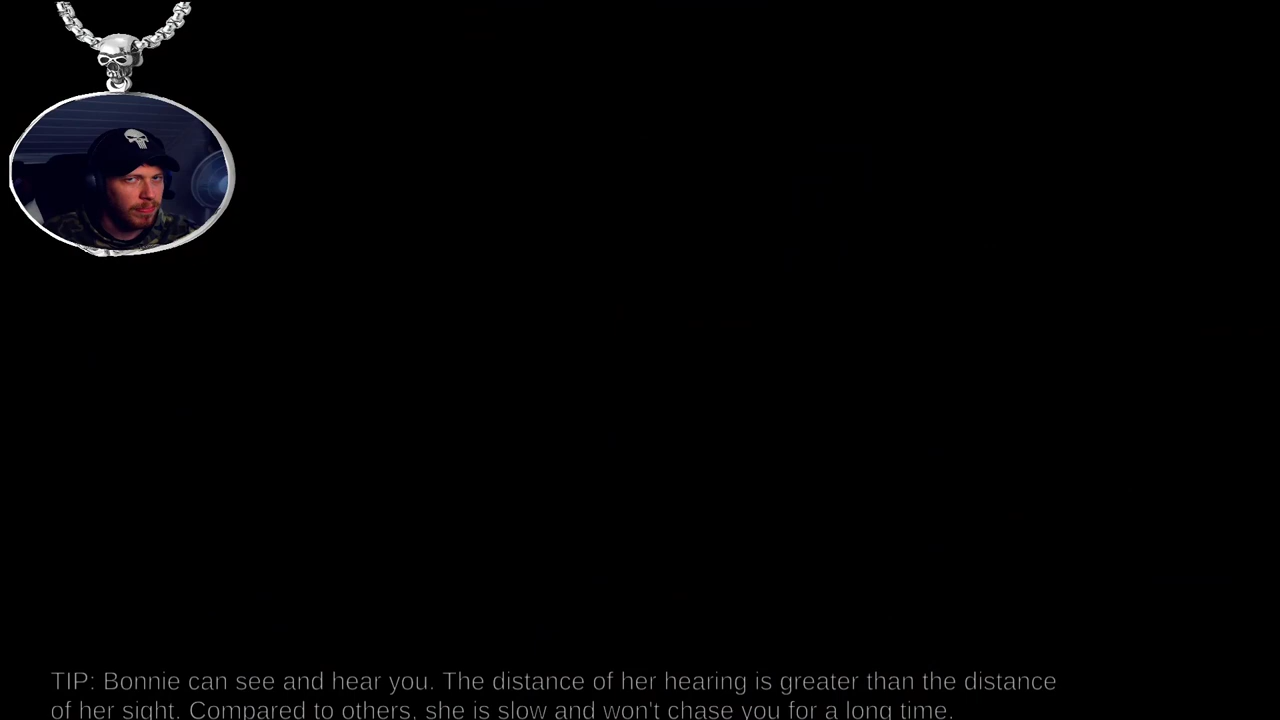 TIP: Bonnie can see and hear you. The distance of her hearing is greater than the distance
of her sight. Compared to others, she is slow and won't chase you for a long time.